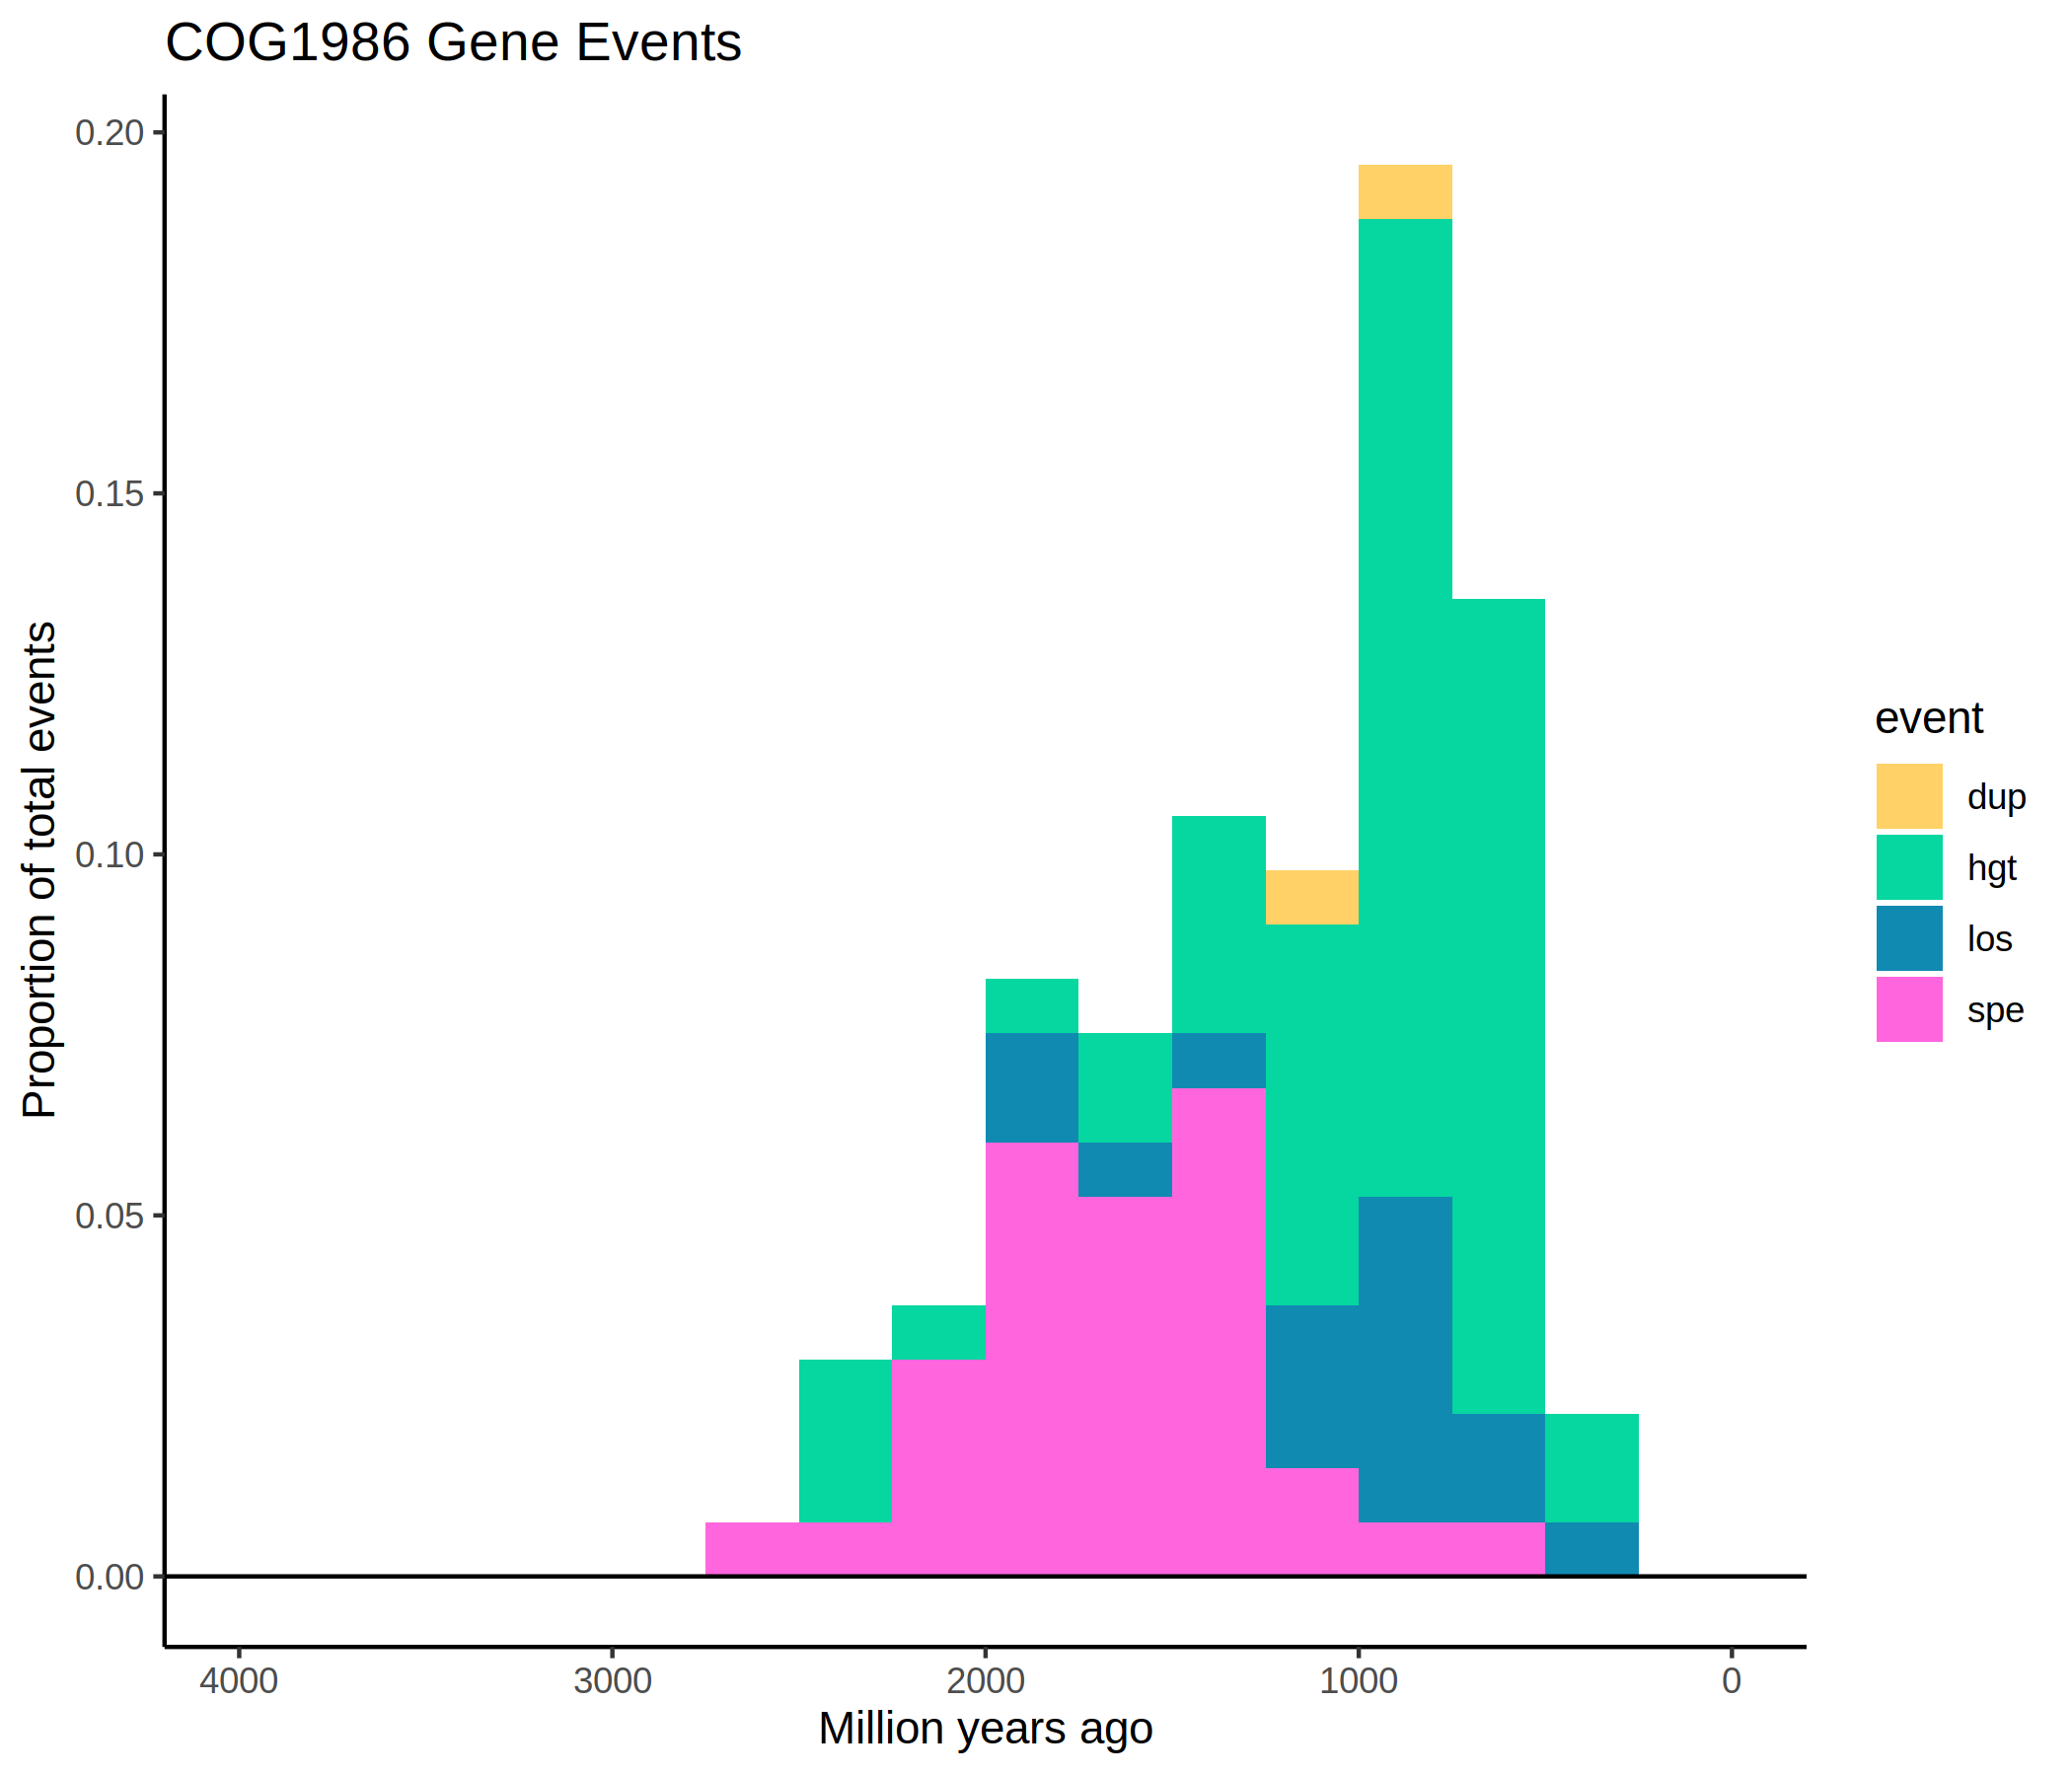 COG1986 Gene Events
Proportion of total events
0.20
0.15
0.10
0.05
0.00
4000 3000 2000 1000 0
Million years ago
event
dup
hgt
los
spe